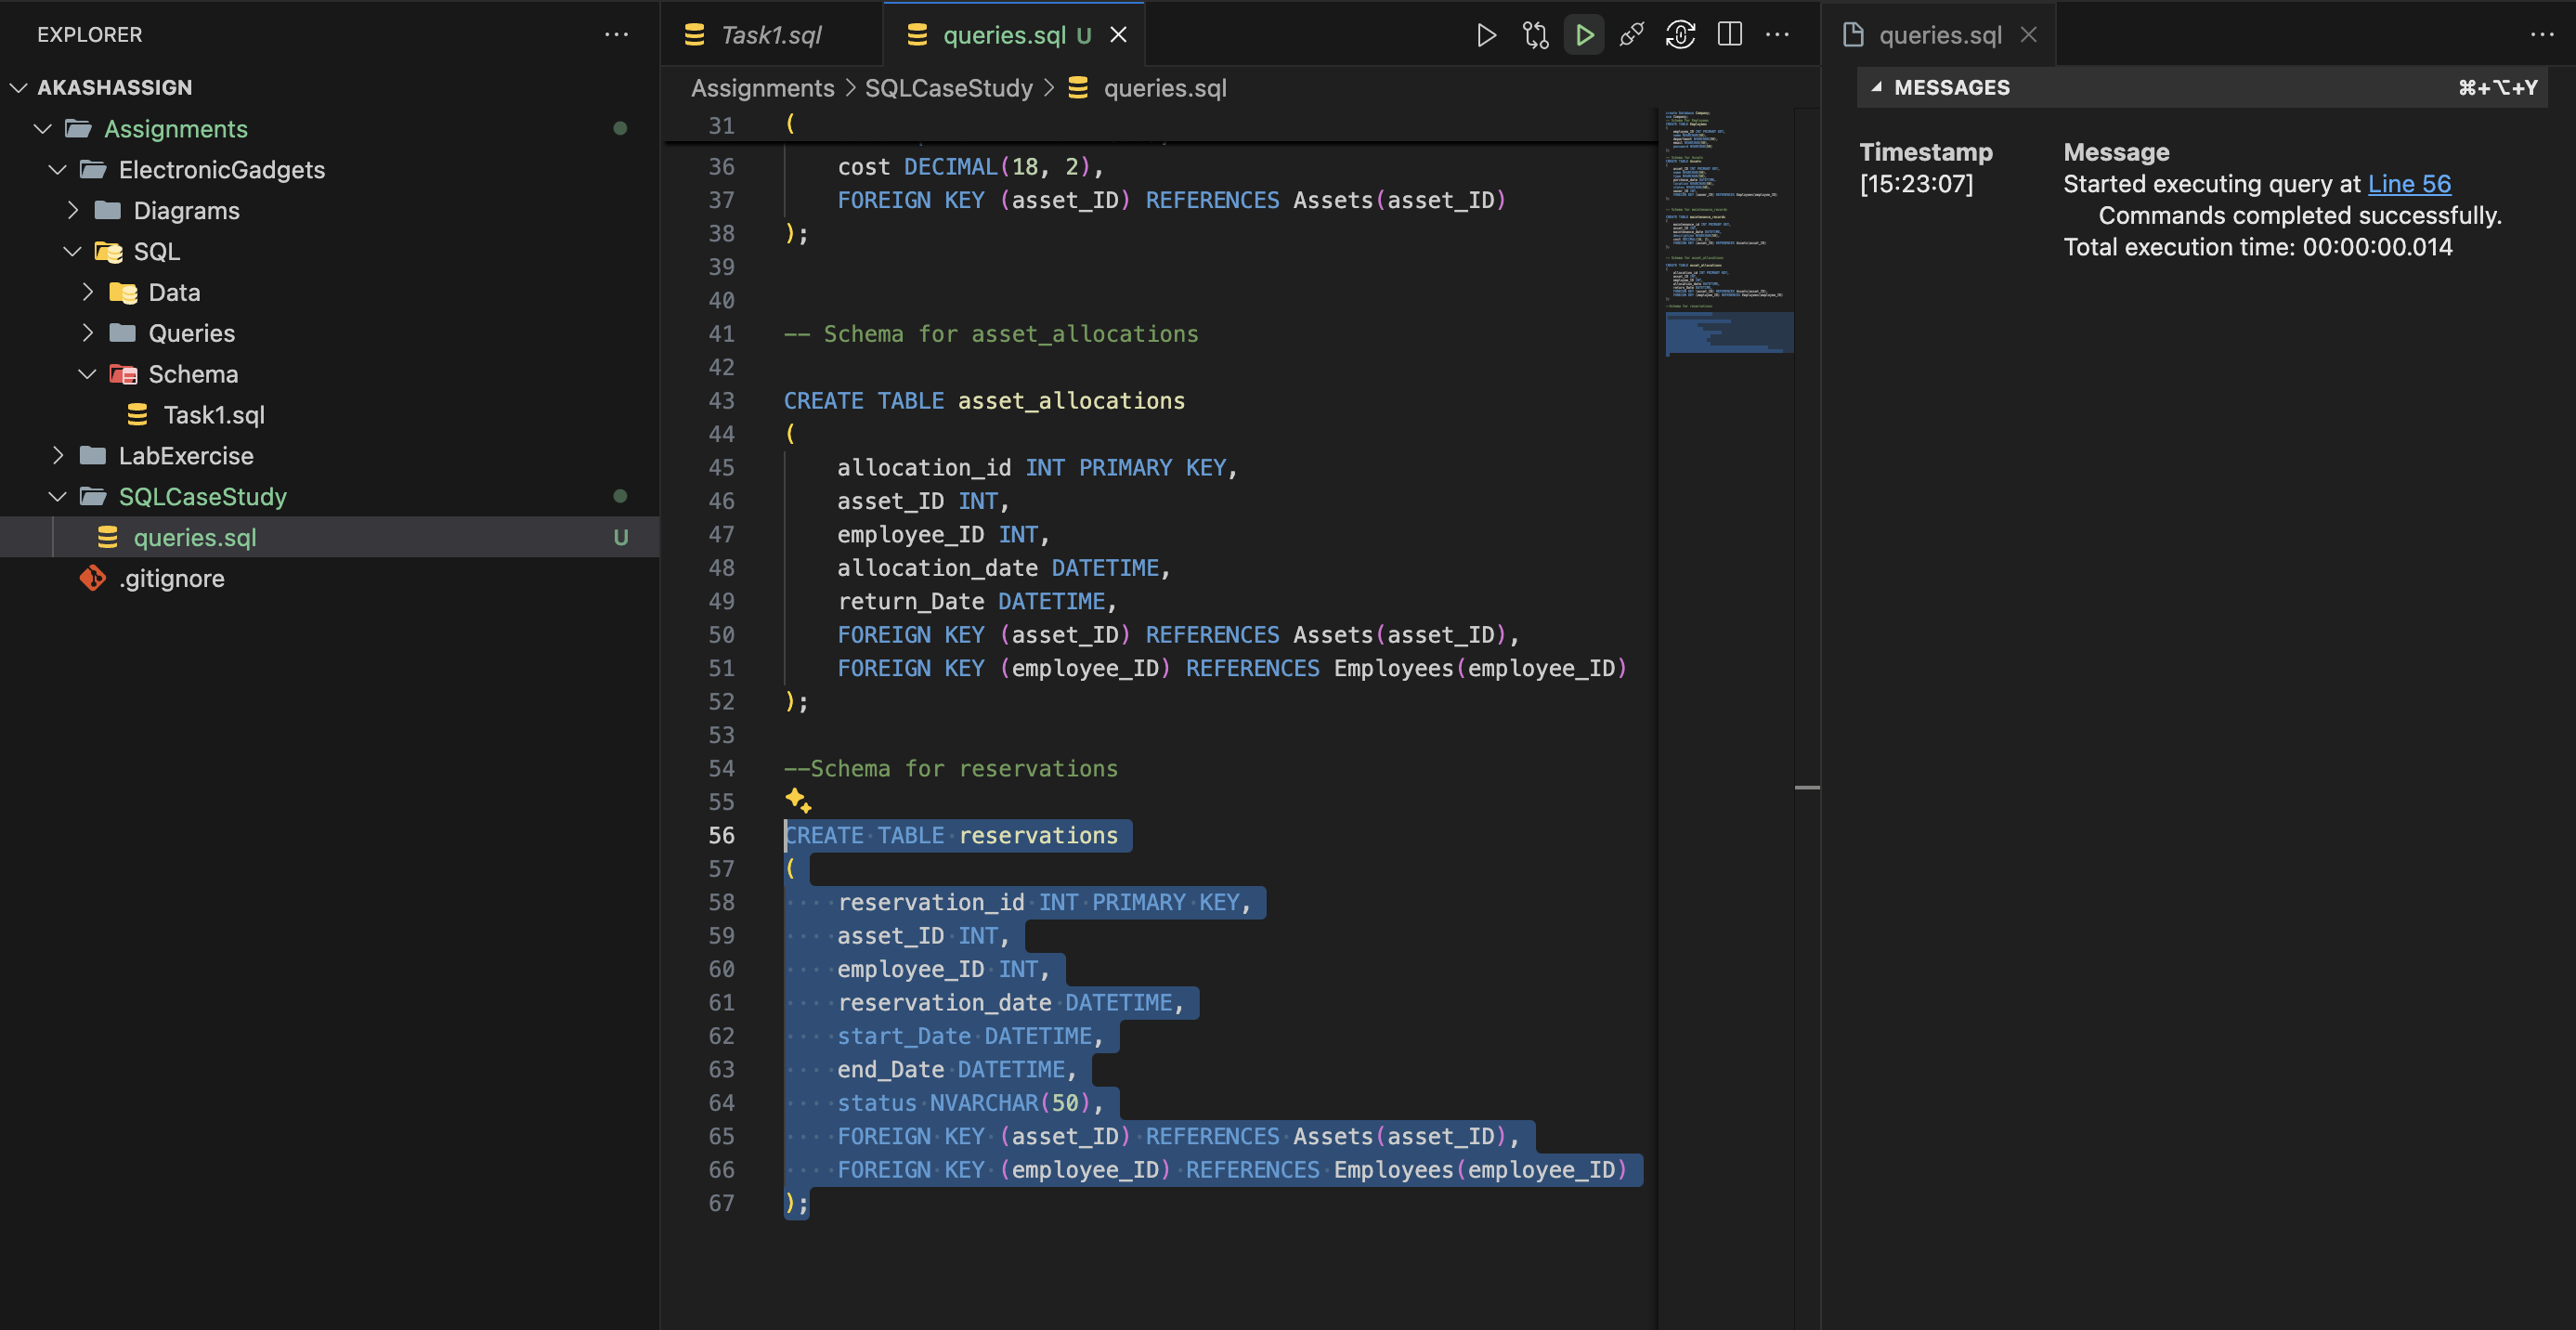 EXPLORER
AKASHASSIGN
Assignments
ElectronicGadgets
Diagrams
SQL
Data
Queries
Schema
Task1.sql
LabExercise
SQLCaseStudy
queries.sql U
.gitignore
Task1.sql
queries.sql U
Assignments > SQLCaseStudy > queries.sql
31 (
36 cost DECIMAL(18, 2),
37 FOREIGN KEY (asset_ID) REFERENCES Assets(asset_ID)
38 );
39
40
41 -- Schema for asset_allocations
42
43 CREATE TABLE asset_allocations
44 (
45 allocation_id INT PRIMARY KEY,
46 asset_ID INT,
47 employee_ID INT,
48 allocation_date DATETIME,
49 return_Date DATETIME,
50 FOREIGN KEY (asset_ID) REFERENCES Assets(asset_ID),
51 FOREIGN KEY (employee_ID) REFERENCES Employees(employee_ID)
52 );
53
54 --Schema for reservations
55
56 CREATE TABLE reservations
57 (
58 reservation_id INT PRIMARY KEY,
59 asset_ID INT,
60 employee_ID INT,
61 reservation_date DATETIME,
62 start_Date DATETIME,
63 end_Date DATETIME,
64 status NVARCHAR(50),
65 FOREIGN KEY (asset_ID) REFERENCES Assets(asset_ID),
66 FOREIGN KEY (employee_ID) REFERENCES Employees(employee_ID)
67 );
queries.sql
MESSAGES ⌘+⌥+Y
Timestamp Message
[15:23:07] Started executing query at Line 56
Commands completed successfully.
Total execution time: 00:00:00.014